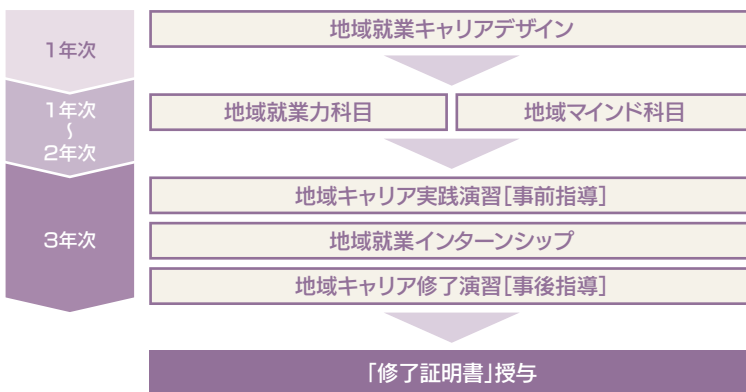 1年次
地域就業キャリアデザイン
1年次
〜
2年次
地域就業力科目
地域マインド科目
3年次
地域キャリア実践演習[事前指導]
地域就業インターンシップ
地域キャリア修了演習[事後指導]
「修了証明書」授与